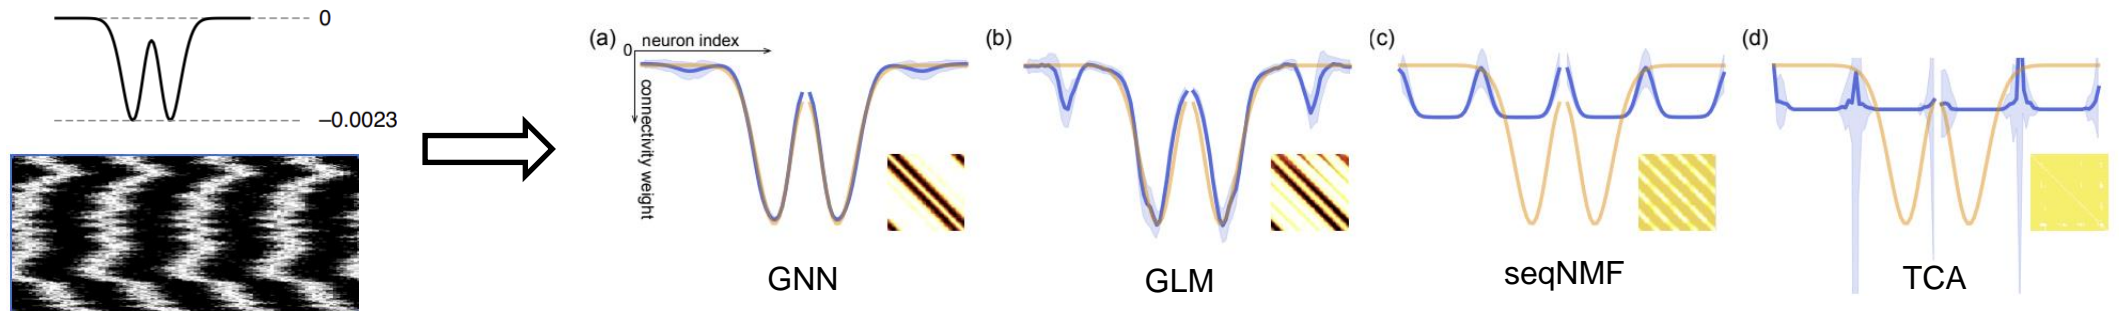 0
−0.0023
(a)
0
neuron index
connectivity weight
GNN
(b)
GLM
(c)
seqNMF
(d)
TCA